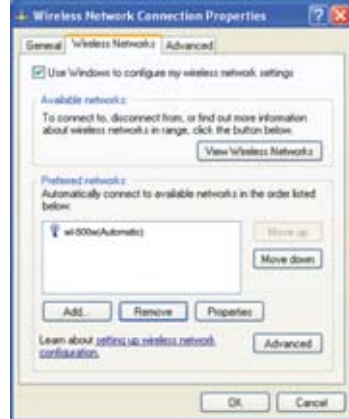 Wireless Network Connection Properties
General
Wireless Networks
Advanced
Use Windows to configure my wireless network settings
Available networks:
To connect to, disconnect from, or find out more information
about wireless networks in range, click the button below.
View Wireless Networks
Preferred networks:
Automatically connect to available networks in the order listed
below:
wl-500w(Automatic)
Move up
Move down
Add...
Remove
Properties
Learn about setting up wireless network
configuration.
Advanced
OK
Cancel